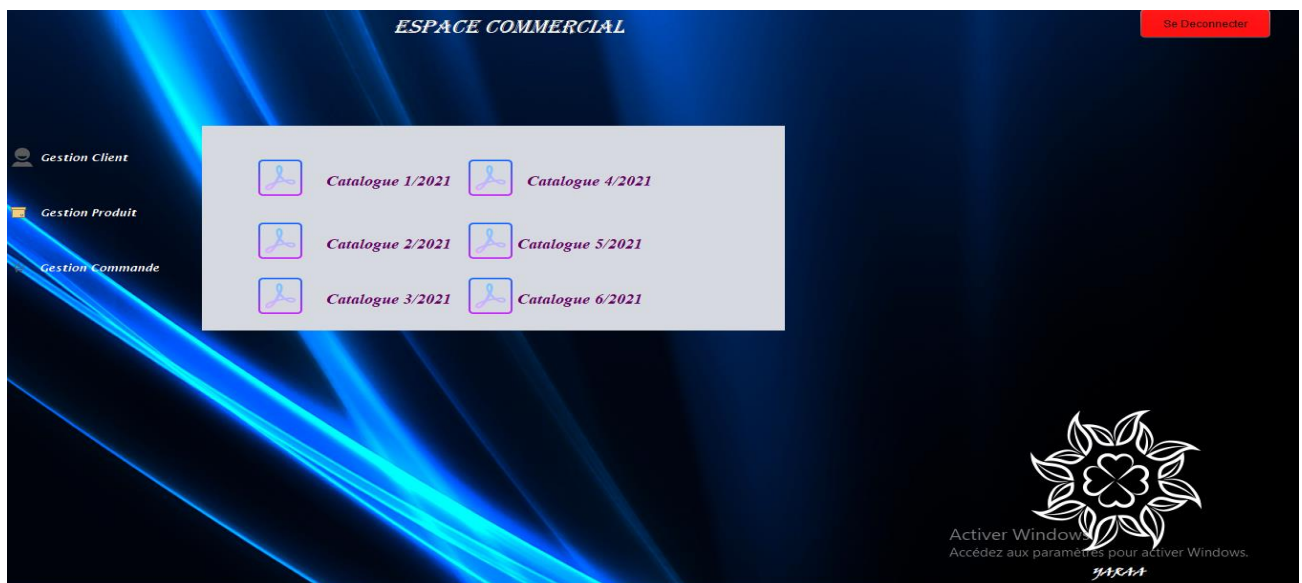 ESPACE COMMERCIAL
Se Deconnecter
Gestion Client
Gestion Produit
Gestion Commande
Catalogue 1/2021
Catalogue 4/2021
Catalogue 2/2021
Catalogue 5/2021
Catalogue 3/2021
Catalogue 6/2021
Activer Windows
Accédez aux paramètres pour activer Windows.
YARAA